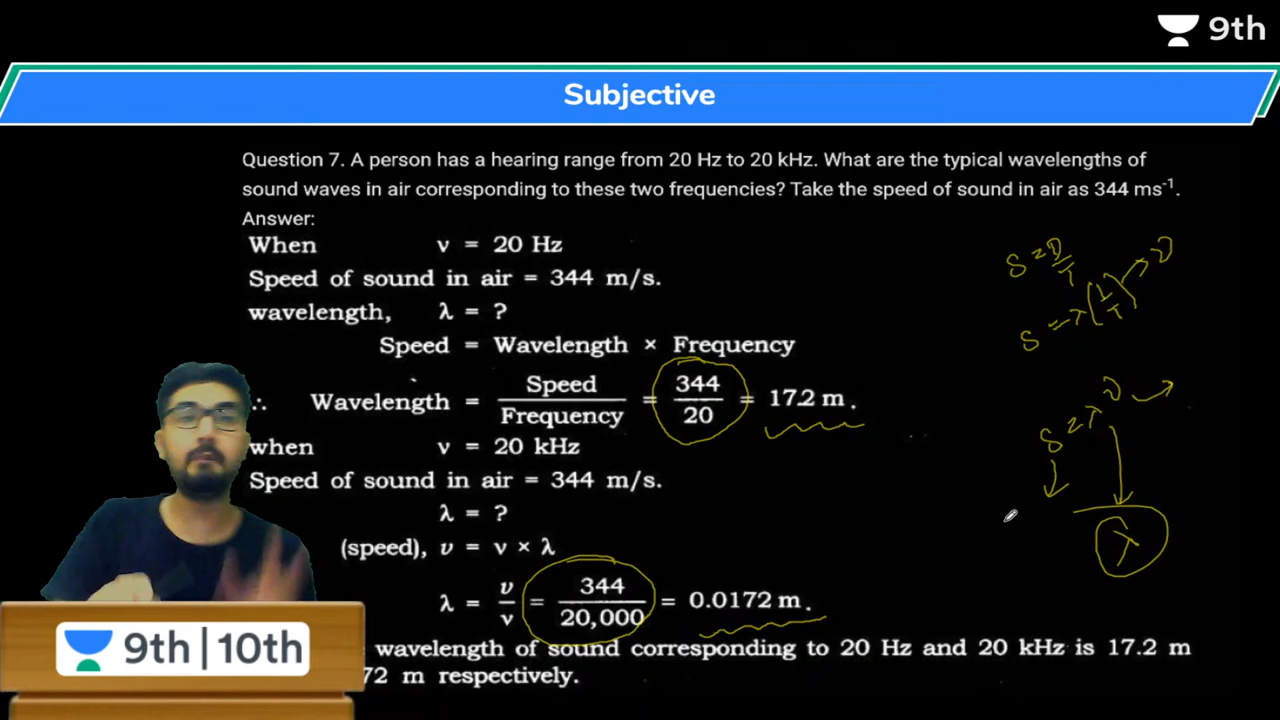 9th
Subjective
Question 7. A person has a hearing range from 20 Hz to 20 kHz. What are the typical wavelengths of
sound waves in air corresponding to these two frequencies? Take the speed of sound in air as 344 ms⁻¹.
Answer:
When ν = 20 Hz
Speed of sound in air = 344 m/s.
wavelength, λ = ?
Speed = Wavelength × Frequency
∴ Wavelength = Speed/Frequency = 344/20 = 17.2 m.
when ν = 20 kHz
Speed of sound in air = 344 m/s.
λ = ?
(speed), υ = ν × λ
λ = υ/ν = 344/20,000 = 0.0172 m.
wavelength of sound corresponding to 20 Hz and 20 kHz is 17.2 m
72 m respectively.
S = D/T
S = λ(1/T) → ν
S = λν
λ
9th | 10th